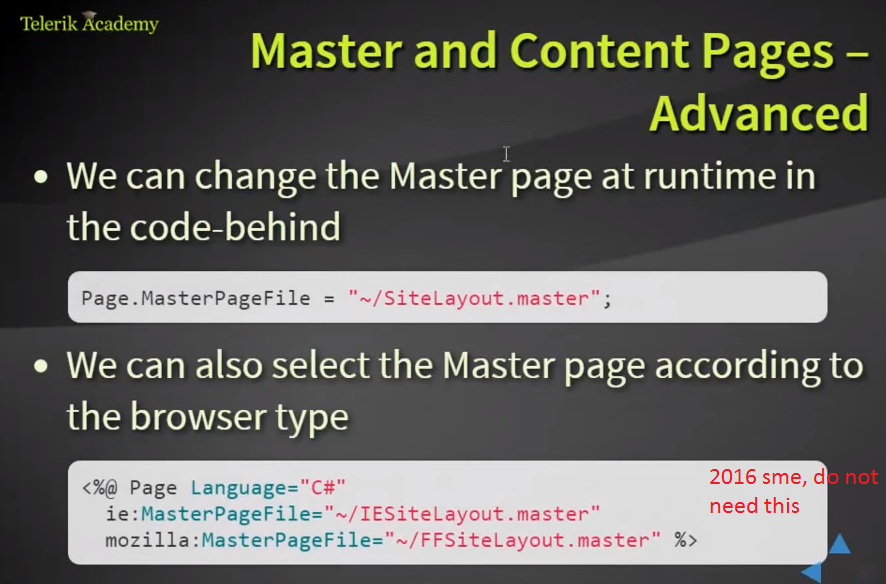 Telerik Academy
Master and Content Pages –
Advanced
• We can change the Master page at runtime in
the code-behind
Page.MasterPageFile = "~/SiteLayout.master";
• We can also select the Master page according to
the browser type
<%@ Page Language="C#"
ie:MasterPageFile="~/IESiteLayout.master"
mozilla:MasterPageFile="~/FFSiteLayout.master" %>
2016 sme, do not
need this